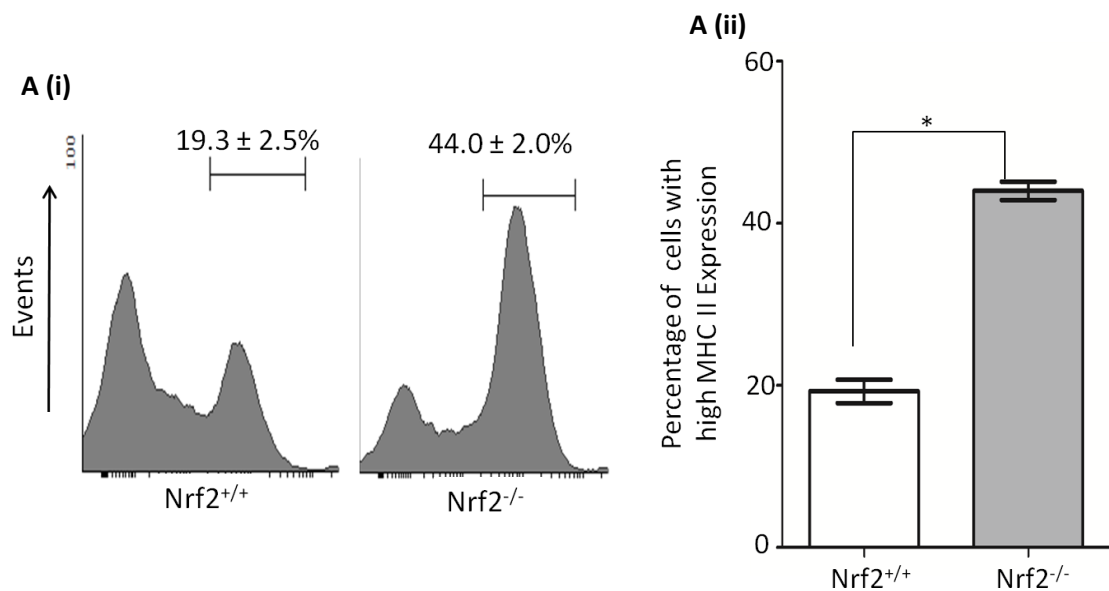 A (i)
100
Events
19.3 ± 2.5%
Nrf2⁺/⁺
44.0 ± 2.0%
Nrf2⁻/⁻
A (ii)
Percentage of cells with
high MHC II Expression
60
40
20
0
*
Nrf2⁺/⁺
Nrf2⁻/⁻